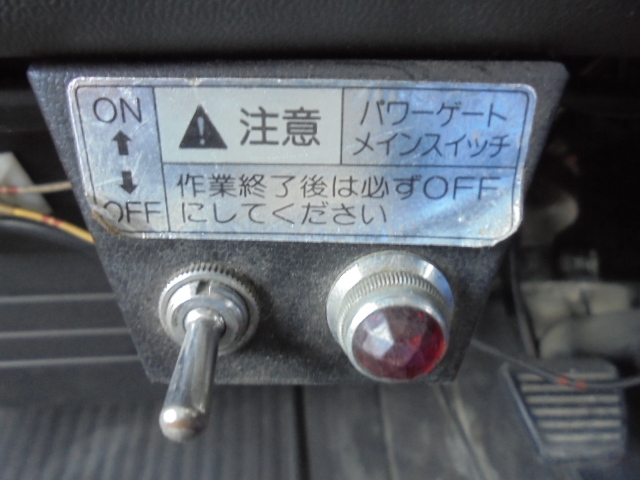 ON
OFF
注意
パワーゲート
メインスイッチ
作業終了後は必ずOFF
にしてください